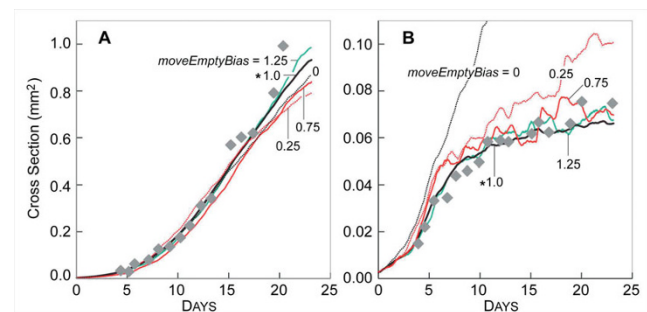 A
B
1.0
0.8
0.6
0.4
0.2
0.0
Cross Section (mm²)
moveEmptyBias = 1.25
*1.0
0
0.75
0.25
0 5 10 15 20 25
DAYS
0.10
0.08
0.06
0.04
0.02
0.00
moveEmptyBias = 0
0.25
0.75
*1.0
1.25
0 5 10 15 20 25
DAYS